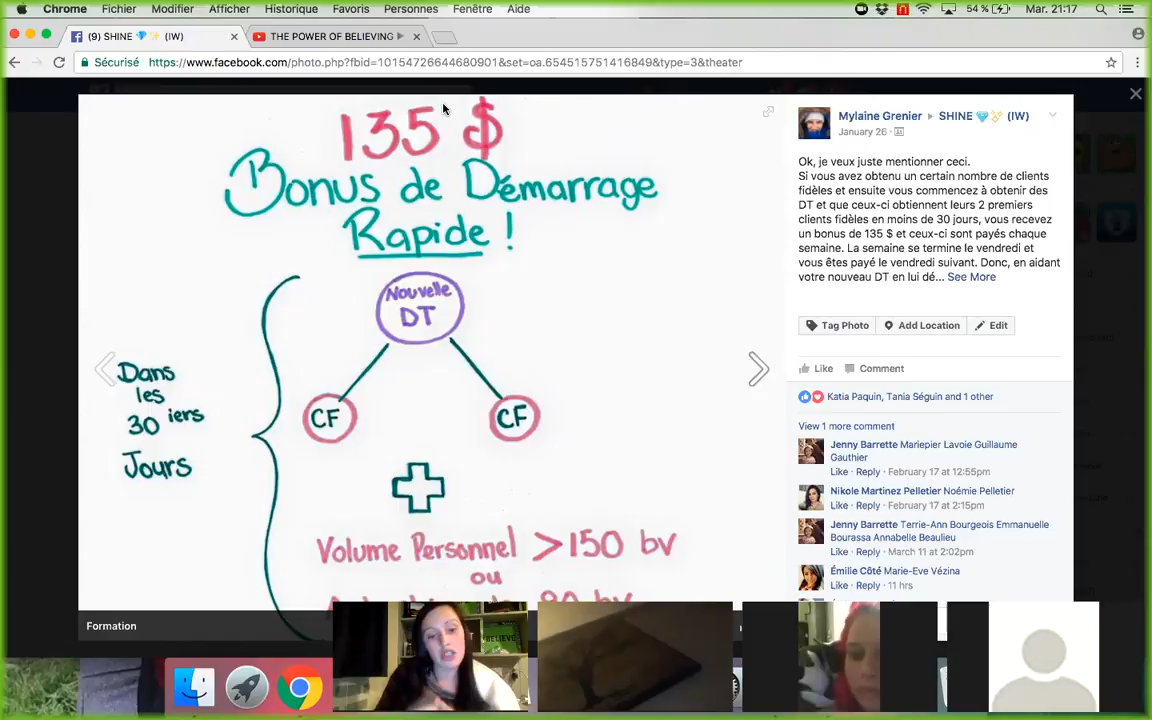 Chrome Fichier Modifier Afficher Historique Favoris Personnes Fenêtre Aide 54 % Mar. 21:17
(9) SHINE 💎✨ (IW)
THE POWER OF BELIEVING
Sécurisé https://www.facebook.com/photo.php?fbid=10154726644680901&set=oa.654515751416849&type=3&theater
135 $
Bonus de Démarrage
Rapide !
Nouvelle
DT
Dans
les
30 iers
Jours
CF CF
Volume Personnel >150 bv
ou
90 bv
Formation
Mylaine Grenier ▸ SHINE 💎✨ (IW)
January 26 ·
Ok, je veux juste mentionner ceci.
Si vous avez obtenu un certain nombre de clients
fidèles et ensuite vous commencez à obtenir des
DT et que ceux-ci obtiennent leurs 2 premiers
clients fidèles en moins de 30 jours, vous recevez
un bonus de 135 $ et ceux-ci sont payés chaque
semaine. La semaine se termine le vendredi et
vous êtes payé le vendredi suivant. Donc, en aidant
votre nouveau DT en lui dé... See More
Tag Photo Add Location Edit
Like Comment
Katia Paquin, Tania Séguin and 1 other
View 1 more comment
Jenny Barrette Mariepier Lavoie Guillaume
Gauthier
Like · Reply · February 17 at 12:55pm
Nikole Martinez Pelletier Noémie Pelletier
Like · Reply · February 17 at 2:15pm
Jenny Barrette Terrie-Ann Bourgeois Emmanuelle
Bourassa Annabelle Beaulieu
Like · Reply · March 11 at 2:02pm
Émilie Côté Marie-Eve Vézina
Like · Reply · 11 hrs
BELIEVE